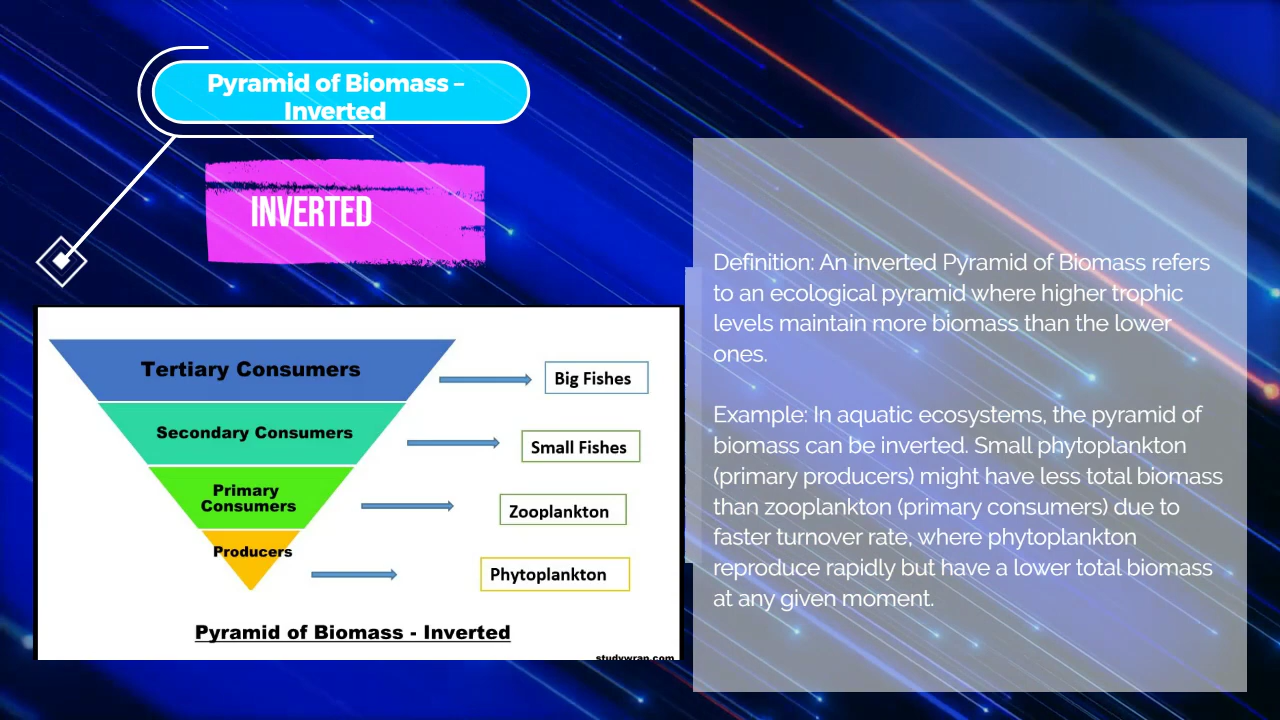 Pyramid of Biomass –
Inverted
INVERTED
Tertiary Consumers
Big Fishes
Secondary Consumers
Small Fishes
Primary
Consumers
Zooplankton
Producers
Phytoplankton
Pyramid of Biomass - Inverted
studywrap.com
Definition: An inverted Pyramid of Biomass refers
to an ecological pyramid where higher trophic
levels maintain more biomass than the lower
ones.
Example: In aquatic ecosystems, the pyramid of
biomass can be inverted. Small phytoplankton
(primary producers) might have less total biomass
than zooplankton (primary consumers) due to
faster turnover rate, where phytoplankton
reproduce rapidly but have a lower total biomass
at any given moment.